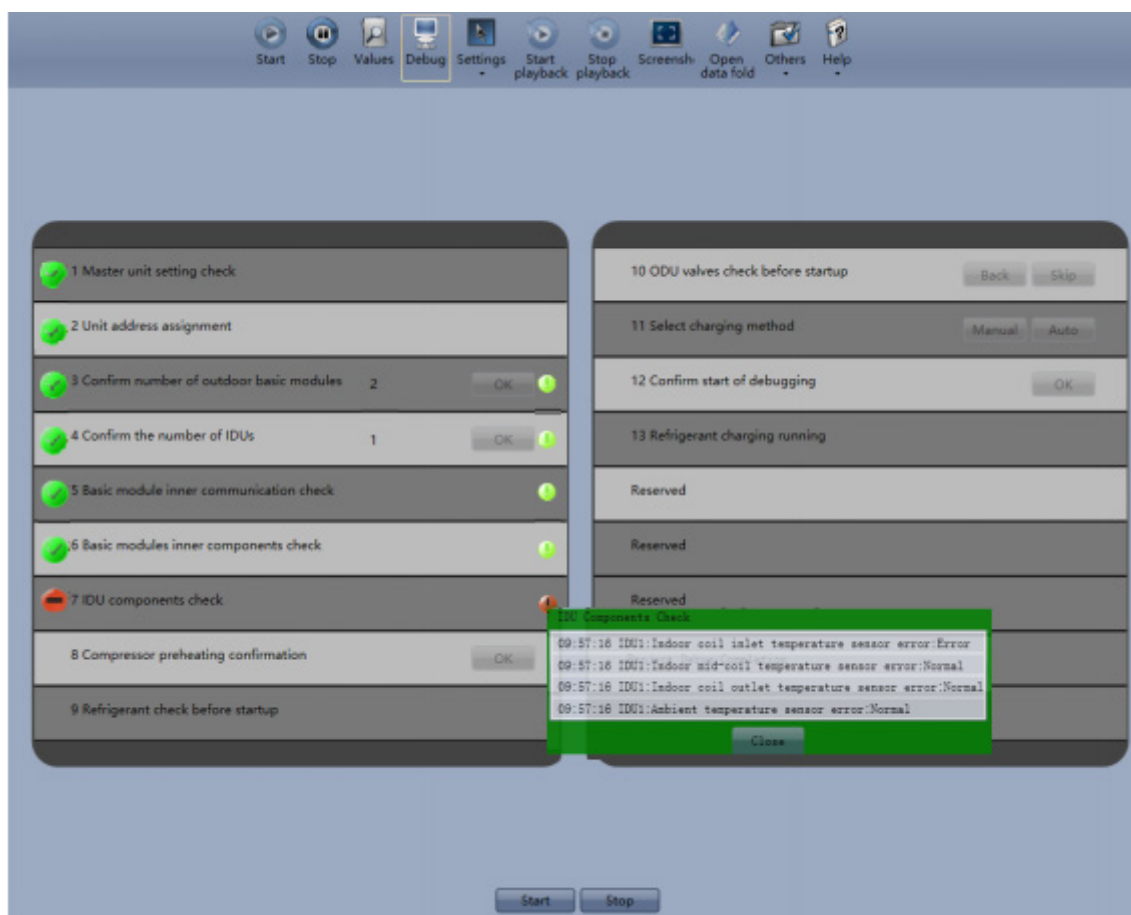 Start
Stop
Values
Debug
Settings
Start playback
Stop playback
Screensh
Open data fold
Others
Help
1 Master unit setting check
2 Unit address assignment
3 Confirm number of outdoor basic modules 2 OK
4 Confirm the number of IDUs 1 OK
5 Basic module inner communication check
6 Basic modules inner components check
7 IDU components check
8 Compressor preheating confirmation OK
9 Refrigerant check before startup
10 ODU valves check before startup Back Skip
11 Select charging method Manual Auto
12 Confirm start of debugging OK
13 Refrigerant charging running
Reserved
Reserved
Reserved
IDU Components Check
09:57:16 IDU1:Indoor coil inlet temperature sensor error:Error
09:57:16 IDU1:Indoor mid-coil temperature sensor error:Normal
09:57:16 IDU1:Indoor coil outlet temperature sensor error:Normal
09:57:16 IDU1:Ambient temperature sensor error:Normal
Close
Start
Stop